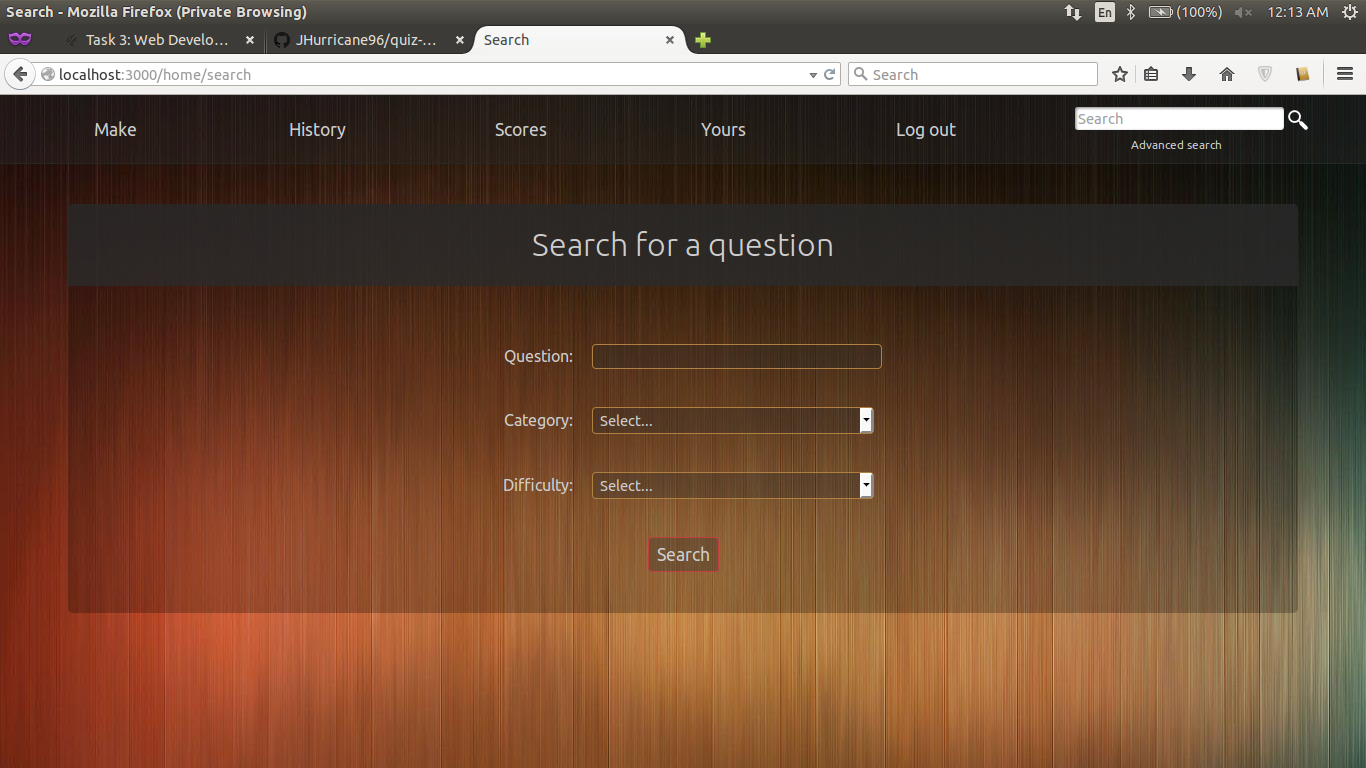 Search - Mozilla Firefox (Private Browsing)
En (100%) 12:13 AM
Task 3: Web Develo... JHurricane96/quiz-... Search
localhost:3000/home/search Search
Make History Scores Yours Log out Search
Advanced search
Search for a question
Question:
Category: Select...
Difficulty: Select...
Search